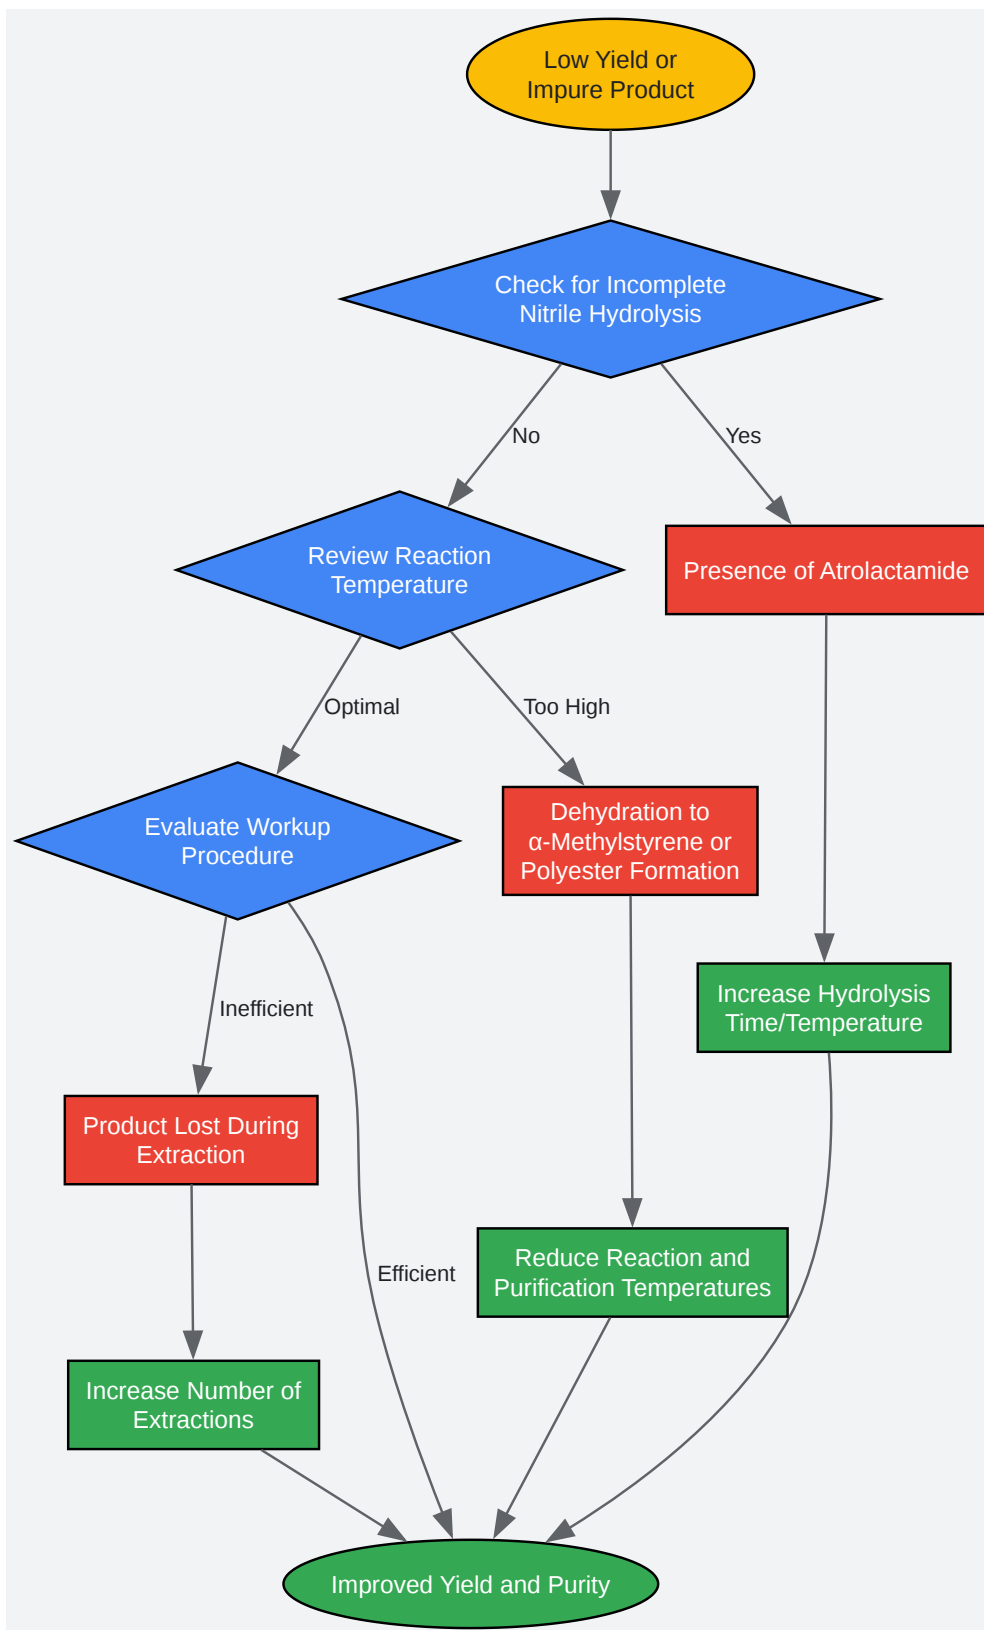 Low Yield or
Impure Product
Check for Incomplete
Nitrile Hydrolysis
No
Yes
Review Reaction
Temperature
Presence of Atrolactamide
Optimal
Too High
Evaluate Workup
Procedure
Dehydration to
α-Methylstyrene or
Polyester Formation
Increase Hydrolysis
Time/Temperature
Inefficient
Product Lost During
Extraction
Reduce Reaction and
Purification Temperatures
Efficient
Increase Number of
Extractions
Improved Yield and Purity